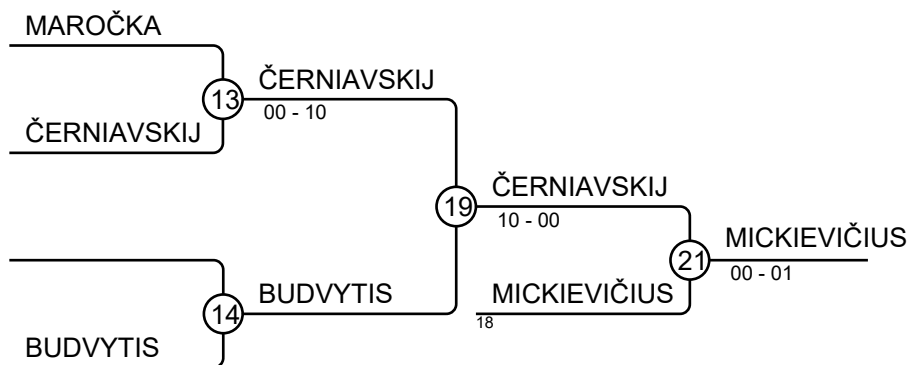 MAROČKA
ČERNIAVSKIJ
13
00 - 10
ČERNIAVSKIJ
ČERNIAVSKIJ
19
10 - 00
MICKIEVIČIUS
21
00 - 01
BUDVYTIS
14
MICKIEVIČIUS
18
BUDVYTIS